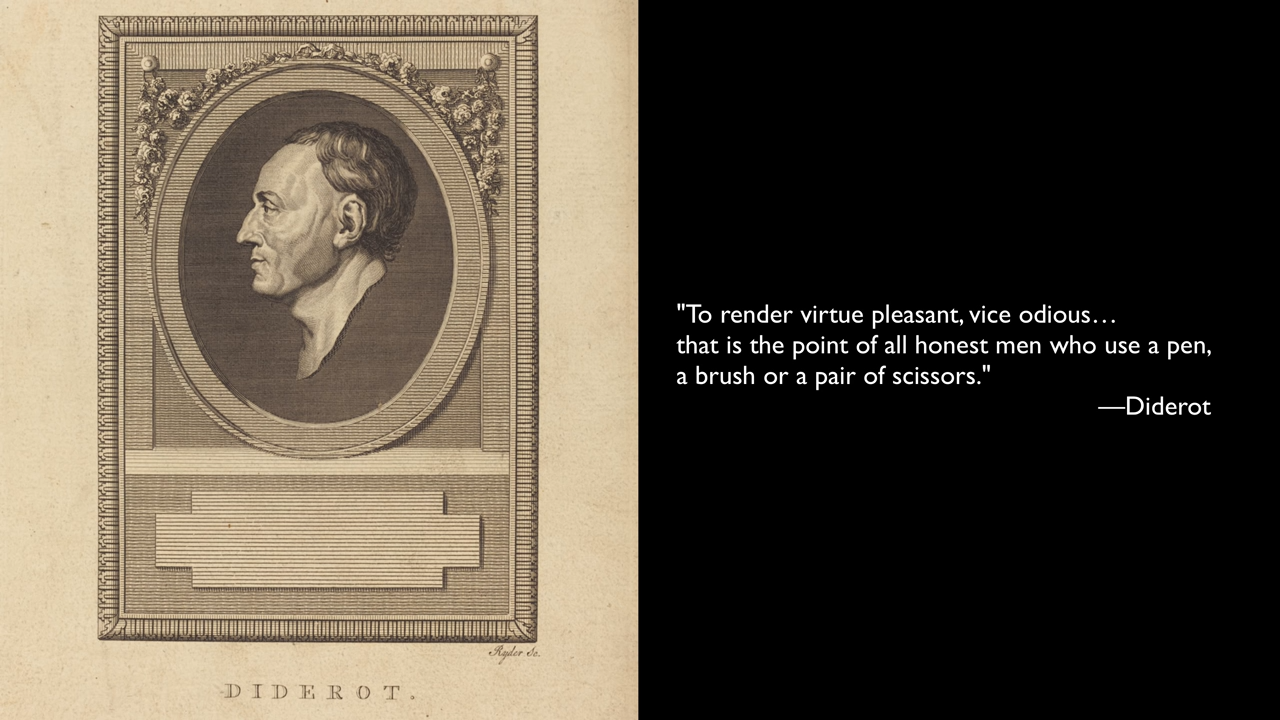 Ryder Sc.
DIDEROT.
"To render virtue pleasant, vice odious…
that is the point of all honest men who use a pen,
a brush or a pair of scissors."
—Diderot